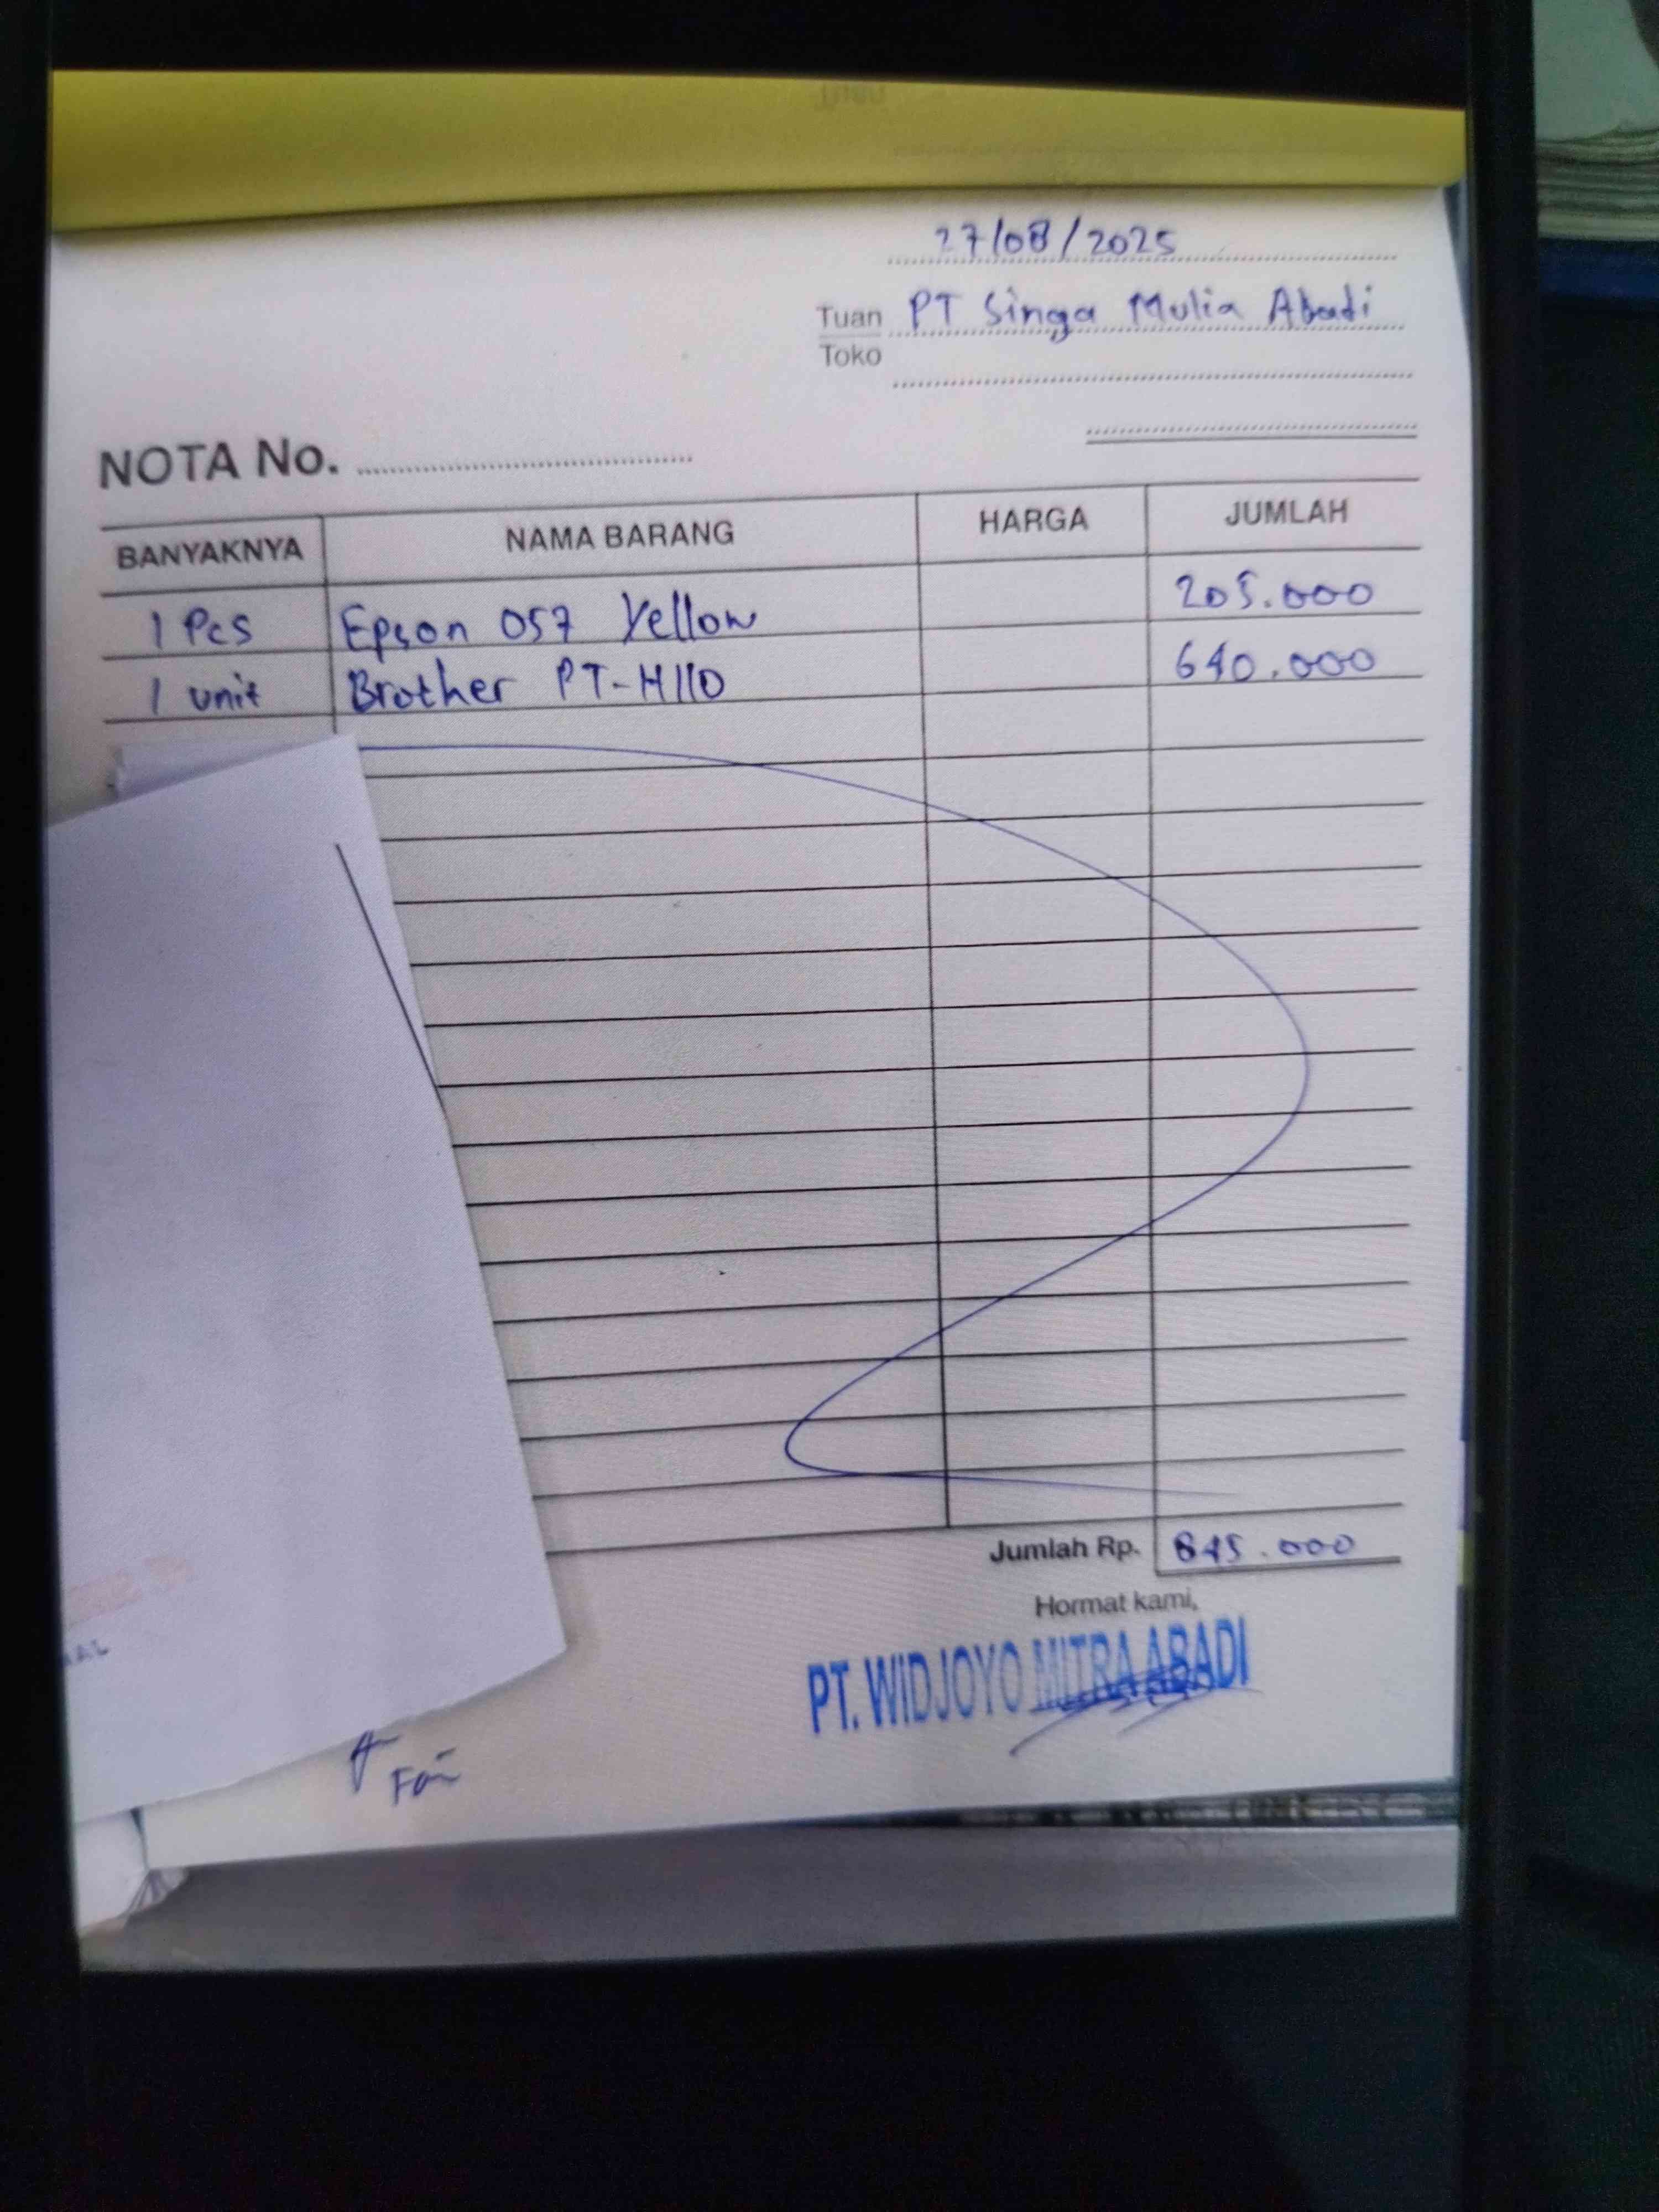 27/08/2025
Tuan PT Singa Mulia Abadi
Toko
NOTA No.
BANYAKNYA NAMA BARANG HARGA JUMLAH
1 Pcs Epson 057 Yellow 205.000
1 unit Brother PT-H110 640.000
Jumlah Rp. 845.000
Hormat kami,
PT. WIDJOYO MITRA ABADI